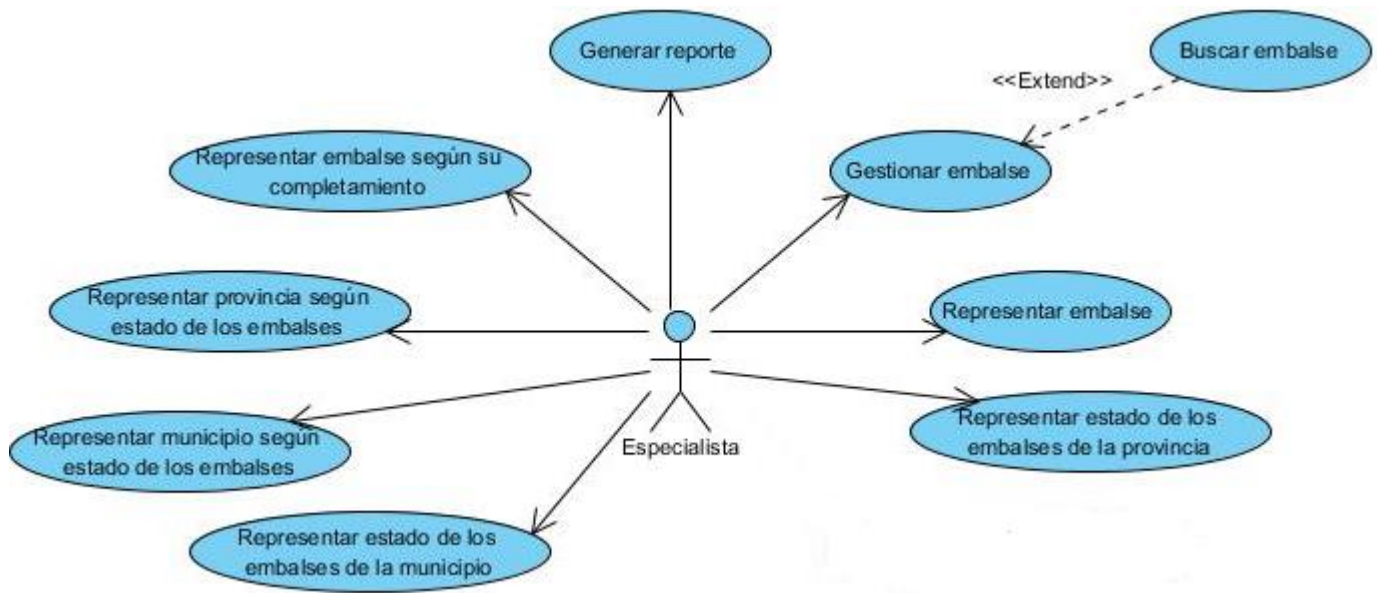 Generar reporte
Buscar embalse
<<Extend>>
Representar embalse según su
completamiento
Gestionar embalse
Representar provincia según
estado de los embalses
Representar embalse
Representar municipio según
estado de los embalses
Especialista
Representar estado de los
embalses de la provincia
Representar estado de los
embalses de la municipio